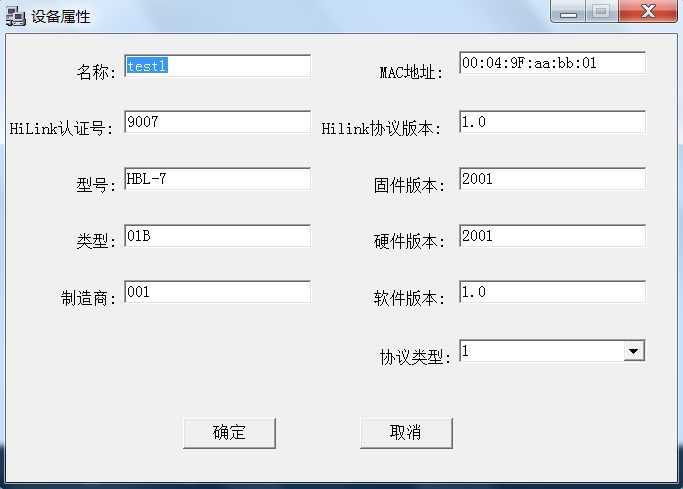 设备属性
名称: test1 MAC地址: 00:04:9F:aa:bb:01
HiLink认证号: 9007 Hilink协议版本: 1.0
型号: HBL-7 固件版本: 2001
类型: 01B 硬件版本: 2001
制造商: 001 软件版本: 1.0
协议类型: 1
确定 取消